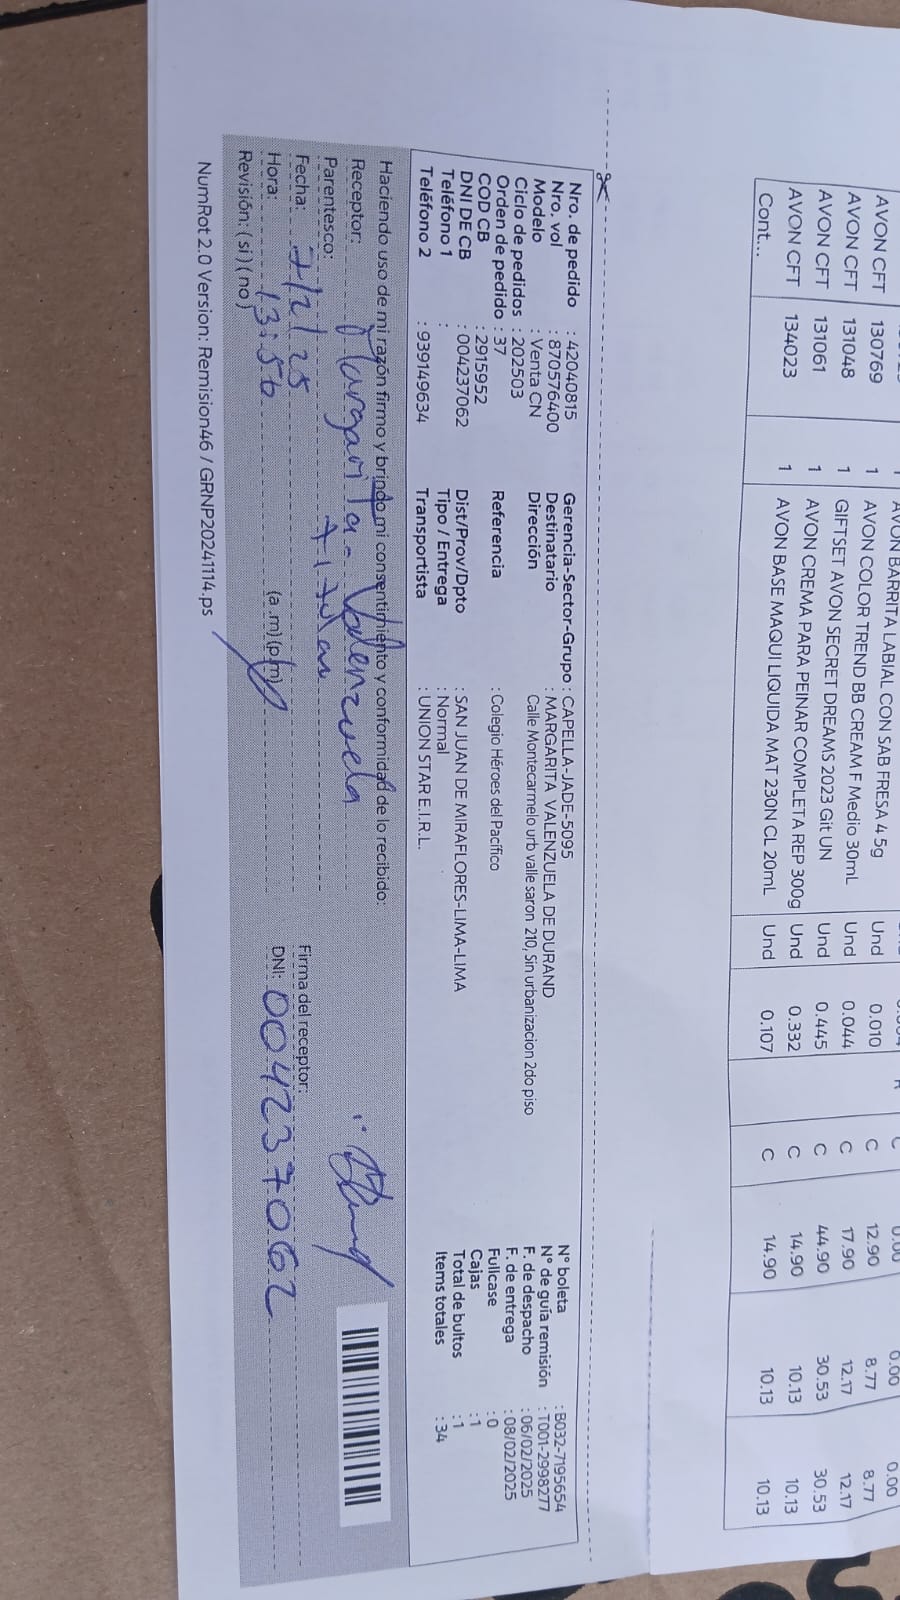 AVON BARRITA LABIAL CON SAB FRESA 4 5g 0.00 0.00 0.00
AVON CFT 130769 1 AVON COLOR TREND BB CREAM F Medio 30mL Und 0.010 C 12.90 8.77 8.77
AVON CFT 131048 1 GIFTSET AVON SECRET DREAMS 2023 Git UN Und 0.044 C 17.90 12.17 12.17
AVON CFT 131061 1 AVON CREMA PARA PEINAR COMPLETA REP 300g Und 0.445 C 44.90 30.53 30.53
AVON CFT 134023 1 AVON BASE MAQUI LIQUIDA MAT 230N CL 20mL Und 0.332 C 14.90 10.13 10.13
Cont... Und 0.107 C 14.90 10.13 10.13
Nro. de pedido : 42040815 Gerencia-Sector-Grupo : CAPELLA-JADE-5095 N° boleta : B032-7195654
Nro. vol : 870576400 Destinatario : MARGARITA VALENZUELA DE DURAND N° de guía remisión : T001-2998277
Modelo : Venta CN Dirección Calle Montecarmelo urb valle saron 210, Sin urbanizacion 2do piso F. de despacho : 06/02/2025
Ciclo de pedidos : 202503 F. de entrega : 08/02/2025
Orden de pedido : 37 Referencia : Colegio Héroes del Pacífico Fullcase : 0
COD CB : 2915952 Cajas : 1
DNI DE CB : 004237062 Dist/Prov/Dpto : SAN JUAN DE MIRAFLORES-LIMA-LIMA Total de bultos : 1
Teléfono 1 : Tipo / Entrega : Normal Items totales : 34
Teléfono 2 : 939149634 Transportista : UNION STAR E.I.R.L.
Haciendo uso de mi razón firmo y brindo mi consentimiento y conformidad de lo recibido:
Receptor: Margarita Valenzuela
Parentesco:
Fecha: 7/2/25 Firma del receptor:
Hora: 13:56 (a .m) (p.m) DNI: 004237062
Revisión: ( si ) ( no )
NumRot 2.0 Version: Remision46 / GRNP20241114.ps